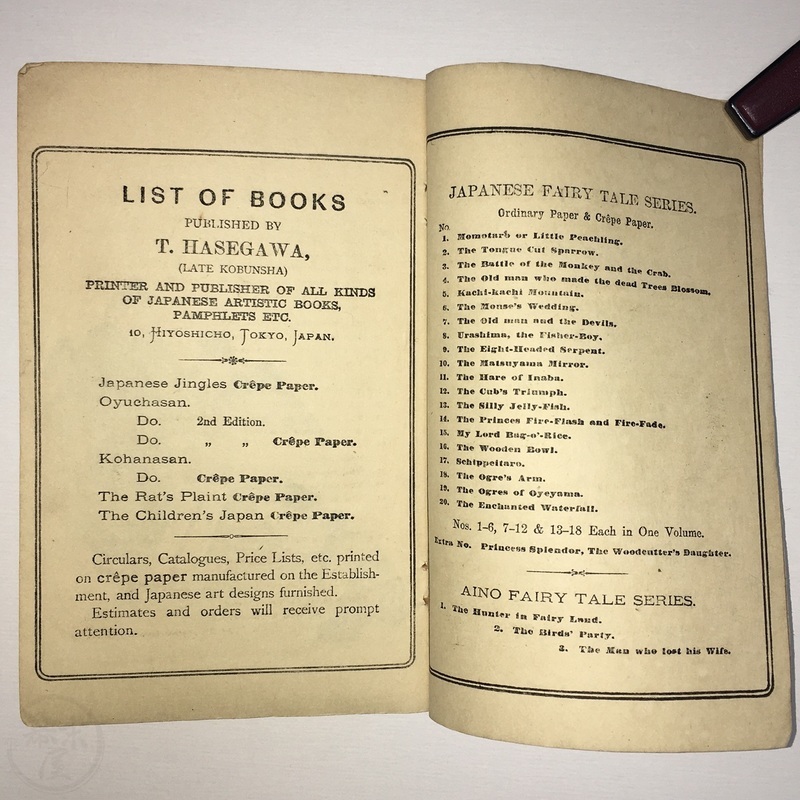 LIST OF BOOKS
PUBLISHED BY
T. HASEGAWA,
(LATE KOBUNSHA)
PRINTER AND PUBLISHER OF ALL KINDS
OF JAPANESE ARTISTIC BOOKS,
PAMPHLETS ETC.
10, HIYOSHICHO, TOKYO, JAPAN.
Japanese Jingles Crêpe Paper.
Oyuchasan.
Do. 2nd Edition.
Do. „ „ Crêpe Paper.
Kohanasan.
Do. Crêpe Paper.
The Rat's Plaint Crêpe Paper.
The Children's Japan Crêpe Paper.
Circulars, Catalogues, Price Lists, etc. printed
on crêpe paper manufactured on the Establish-
ment, and Japanese art designs furnished.
Estimates and orders will receive prompt
attention.
JAPANESE FAIRY TALE SERIES.
Ordinary Paper & Crêpe Paper.
No.
1. Momotarō or Little Peachling.
2. The Tongue Cut Sparrow.
3. The Battle of the Monkey and the Crab.
4. The Old man who made the dead Trees Blossom.
5. Kachi-kachi Mountain.
6. The Mouse's Wedding.
7. The Old man and the Devils.
8. Urashima, the Fisher-Boy.
9. The Eight-Headed Serpent.
10. The Matsuyama Mirror.
11. The Hare of Inaba.
12. The Cub's Triumph.
13. The Silly Jelly-Fish.
14. The Princes Fire-Flash and Fire-Fade.
15. My Lord Bag-o'-Rice.
16. The Wooden Bowl.
17. Schippeitaro.
18. The Ogre's Arm.
19. The Ogres of Oyeyama.
20. The Enchanted Waterfall.
Nos. 1-6, 7-12 & 13-18 Each in One Volume.
Extra No. Princess Splendor, The Woodcutter's Daughter.
AINO FAIRY TALE SERIES.
1. The Hunter in Fairy Land.
2. The Birds' Party.
3. The Man who lost his Wife.